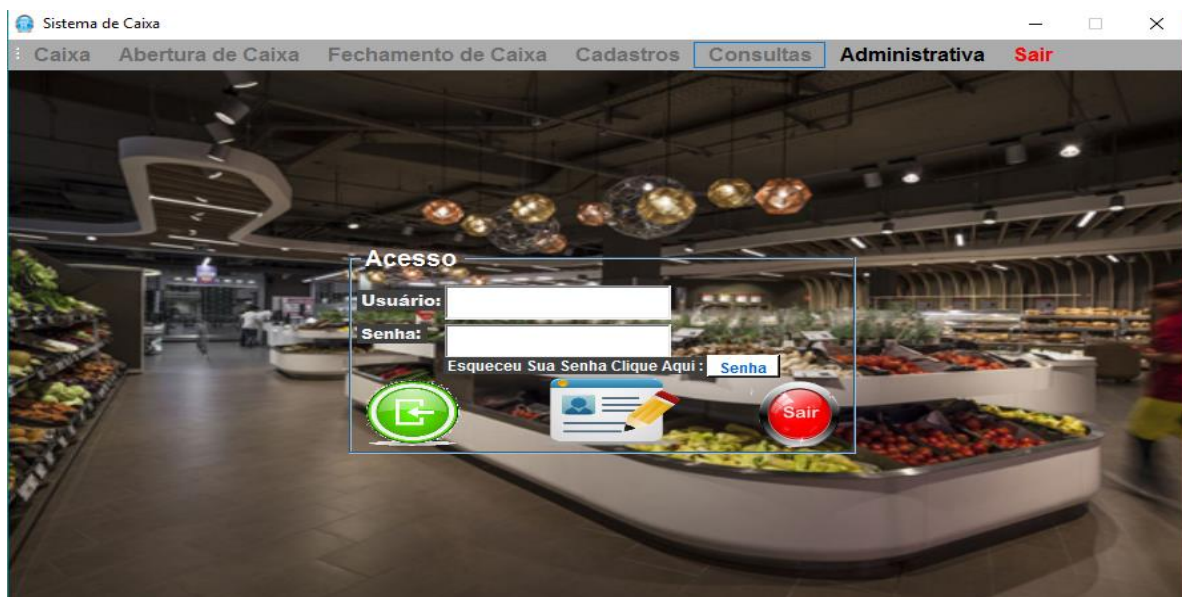 Sistema de Caixa
Caixa Abertura de Caixa Fechamento de Caixa Cadastros Consultas Administrativa Sair
Acesso
Usuário:
Senha:
Esqueceu Sua Senha Clique Aqui : Senha
Sair